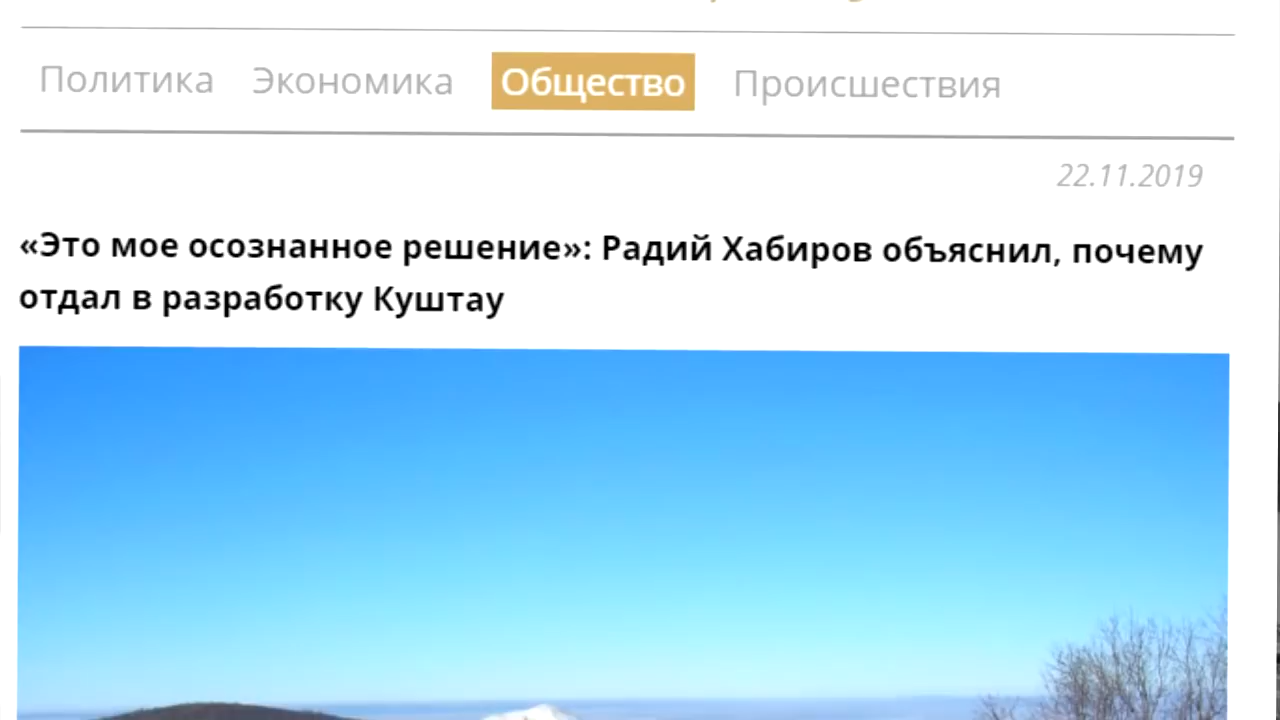 Политика Экономика Общество Происшествия
22.11.2019
«Это мое осознанное решение»: Радий Хабиров объяснил, почему
отдал в разработку Куштау